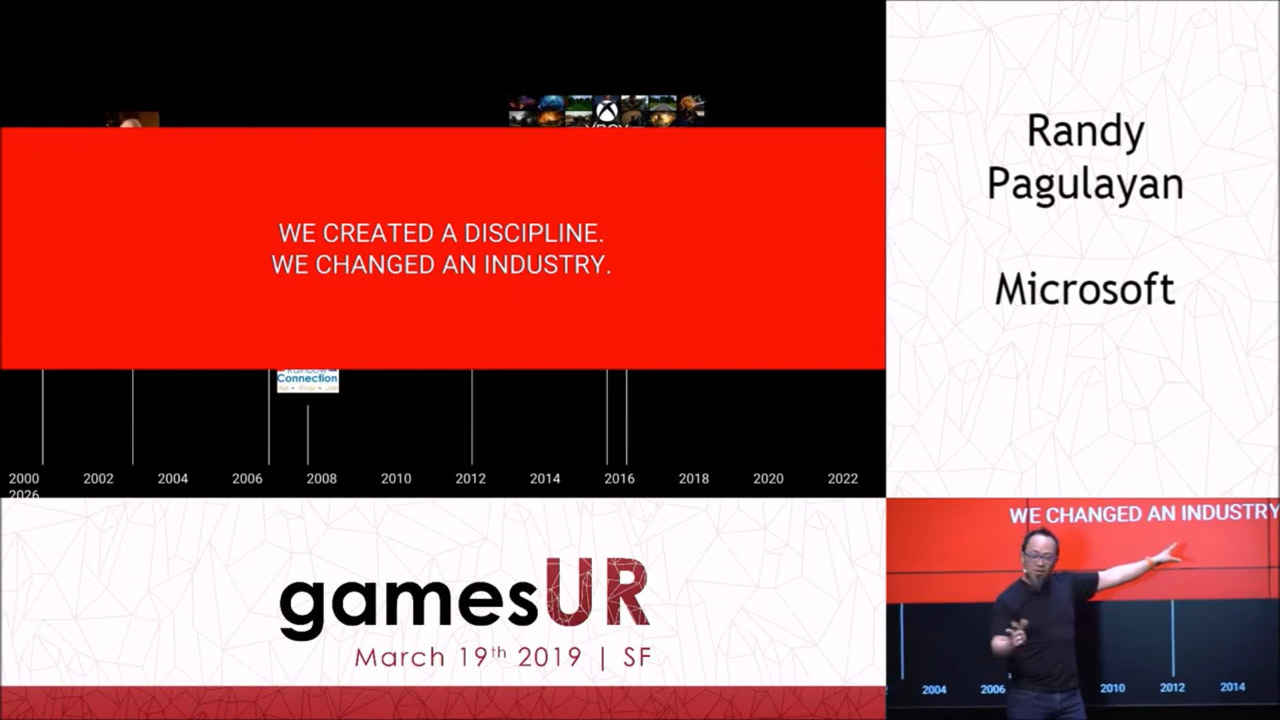 WE CREATED A DISCIPLINE.
WE CHANGED AN INDUSTRY.
Connection
2000 2002 2004 2006 2008 2010 2012 2014 2016 2018 2020 2022
2026
Randy
Pagulayan
Microsoft
gamesUR
March 19th 2019 | SF
WE CHANGED AN INDUSTRY
2004 2006 2010 2012 2014